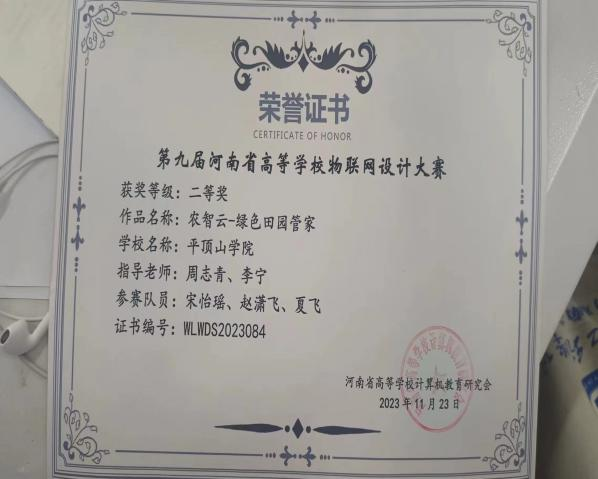 荣誉证书
CERTIFICATE OF HONOR
第九届河南省高等学校物联网设计大赛
获奖等级：二等奖
作品名称：农智云-绿色田园管家
学校名称：平顶山学院
指导老师：周志青、李宁
参赛队员：宋怡瑶、赵潇飞、夏飞
证书编号：WLWDS2023084
河南省高等学校计算机教育研究会
2023年11月23日